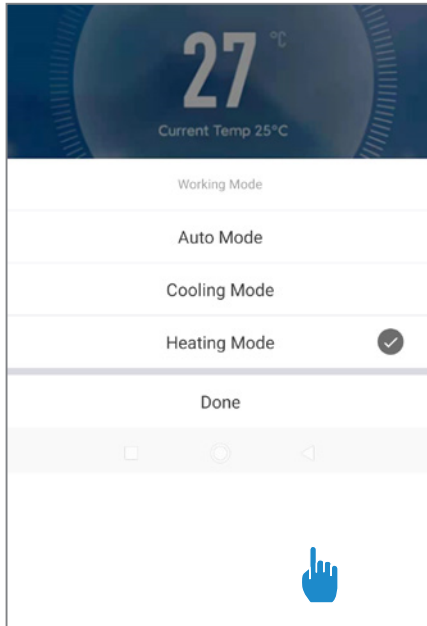 27 °C
Current Temp 25°C
Working Mode
Auto Mode
Cooling Mode
Heating Mode
Done